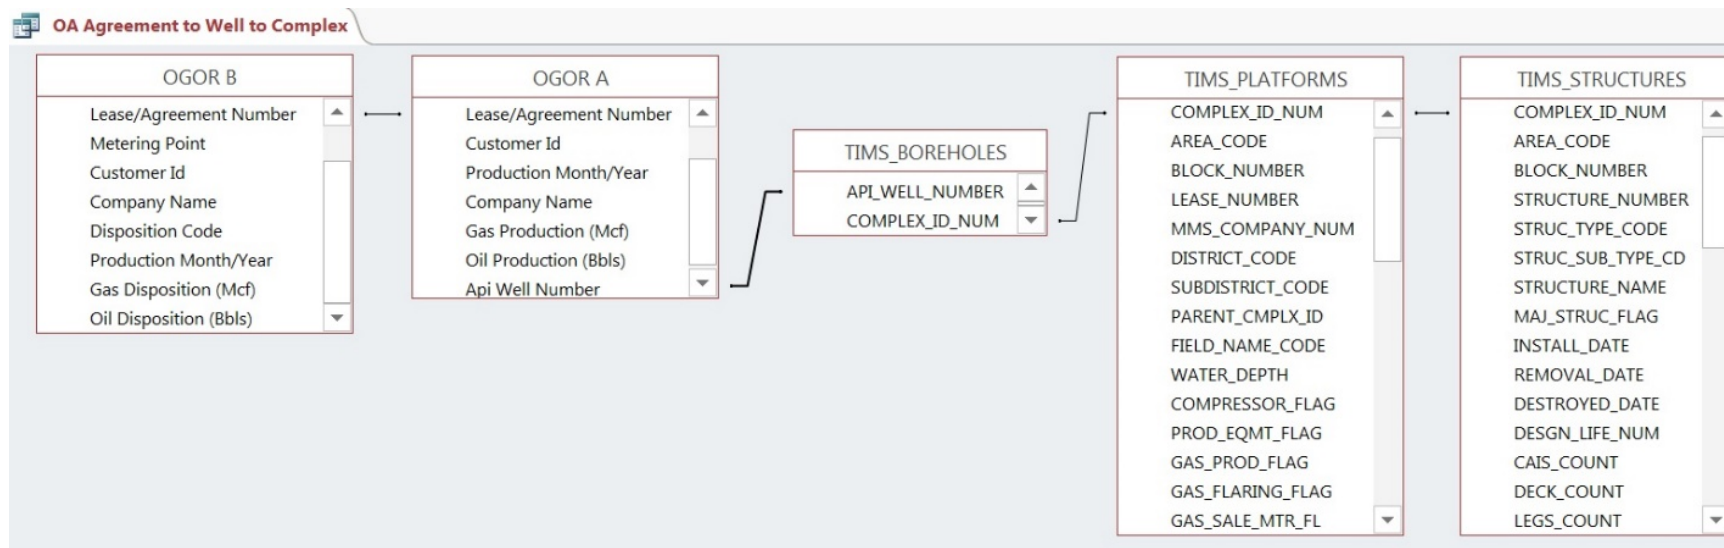 OA Agreement to Well to Complex
OGOR B
Lease/Agreement Number
Metering Point
Customer Id
Company Name
Disposition Code
Production Month/Year
Gas Disposition (Mcf)
Oil Disposition (Bbls)
OGOR A
Lease/Agreement Number
Customer Id
Production Month/Year
Company Name
Gas Production (Mcf)
Oil Production (Bbls)
Api Well Number
TIMS_BOREHOLES
API_WELL_NUMBER
COMPLEX_ID_NUM
TIMS_PLATFORMS
COMPLEX_ID_NUM
AREA_CODE
BLOCK_NUMBER
LEASE_NUMBER
MMS_COMPANY_NUM
DISTRICT_CODE
SUBDISTRICT_CODE
PARENT_CMPLX_ID
FIELD_NAME_CODE
WATER_DEPTH
COMPRESSOR_FLAG
PROD_EQMT_FLAG
GAS_PROD_FLAG
GAS_FLARING_FLAG
GAS_SALE_MTR_FL
TIMS_STRUCTURES
COMPLEX_ID_NUM
AREA_CODE
BLOCK_NUMBER
STRUCTURE_NUMBER
STRUC_TYPE_CODE
STRUC_SUB_TYPE_CD
STRUCTURE_NAME
MAJ_STRUC_FLAG
INSTALL_DATE
REMOVAL_DATE
DESTROYED_DATE
DESGN_LIFE_NUM
CAIS_COUNT
DECK_COUNT
LEGS_COUNT